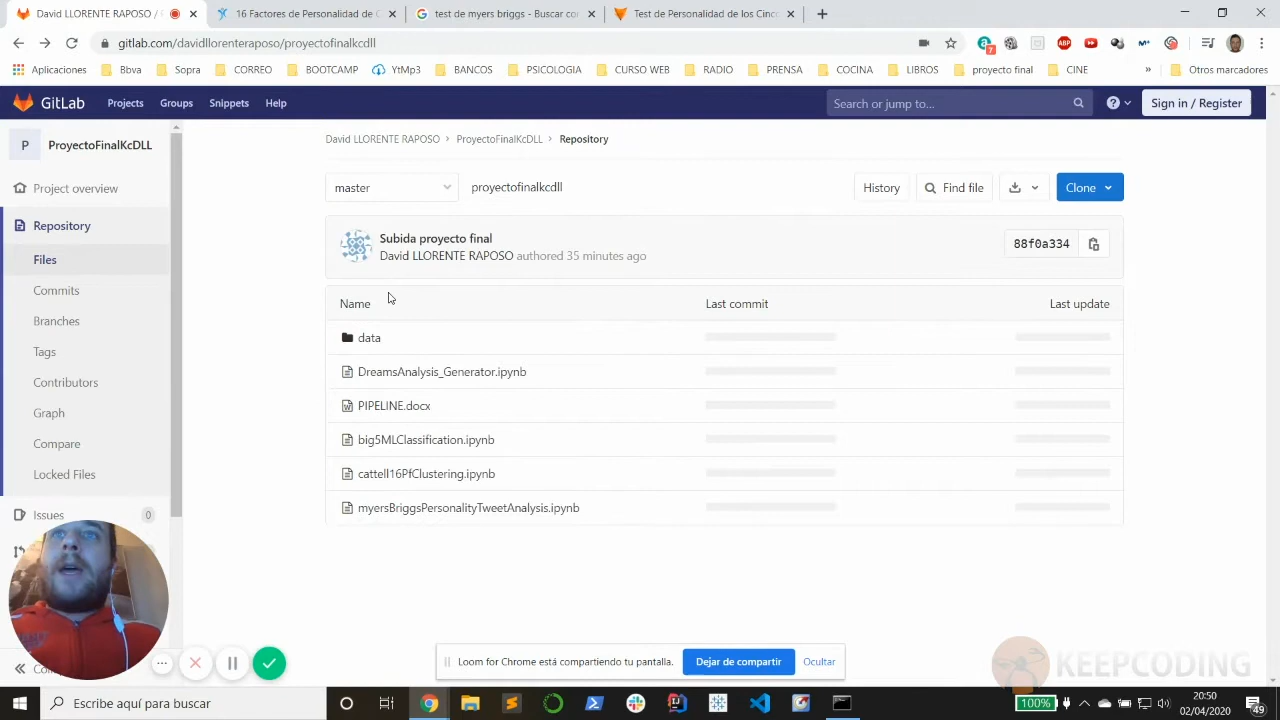 David LLORENTE RAPOSO /
16 Factores de Personalidad de C
test de myers briggs - Buscar co
Test de Personalidad de los Cinc
gitlab.com/davidllorenteraposo/proyectofinalkcdll
7
ABP
Aplicaciones
Bbva
Sopra
CORREO
BOOTCAMP
YtMp3
BANCOS
PSICOLOGIA
CURSO WEB
RADIO
PRENSA
COCINA
LIBROS
proyecto final
CINE
»
Otros marcadores
GitLab
Projects
Groups
Snippets
Help
Search or jump to...
Sign in / Register
P
ProyectoFinalKcDLL
David LLORENTE RAPOSO > ProyectoFinalKcDLL > Repository
Project overview
master
proyectofinalkcdll
History
Find file
Clone
Repository
Subida proyecto final
David LLORENTE RAPOSO authored 35 minutes ago
88f0a334
Files
Commits
Branches
Tags
Contributors
Graph
Compare
Locked Files
Issues
0
Name
Last commit
Last update
data
DreamsAnalysis_Generator.ipynb
PIPELINE.docx
big5MLClassification.ipynb
cattell16PfClustering.ipynb
myersBriggsPersonalityTweetAnalysis.ipynb
Loom for Chrome está compartiendo tu pantalla.
Dejar de compartir
Ocultar
KEEPCODING
Escribe aquí para buscar
100%
20:50
02/04/2020
49